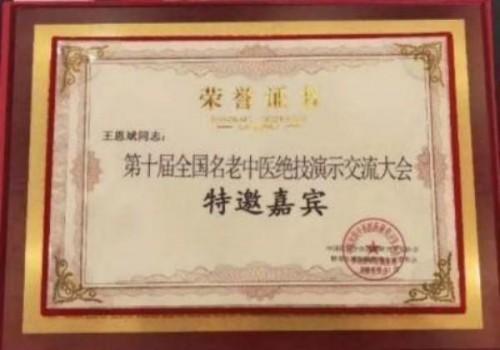 荣誉证书
王恩斌同志：
第十届全国名老中医绝技演示交流大会
特邀嘉宾